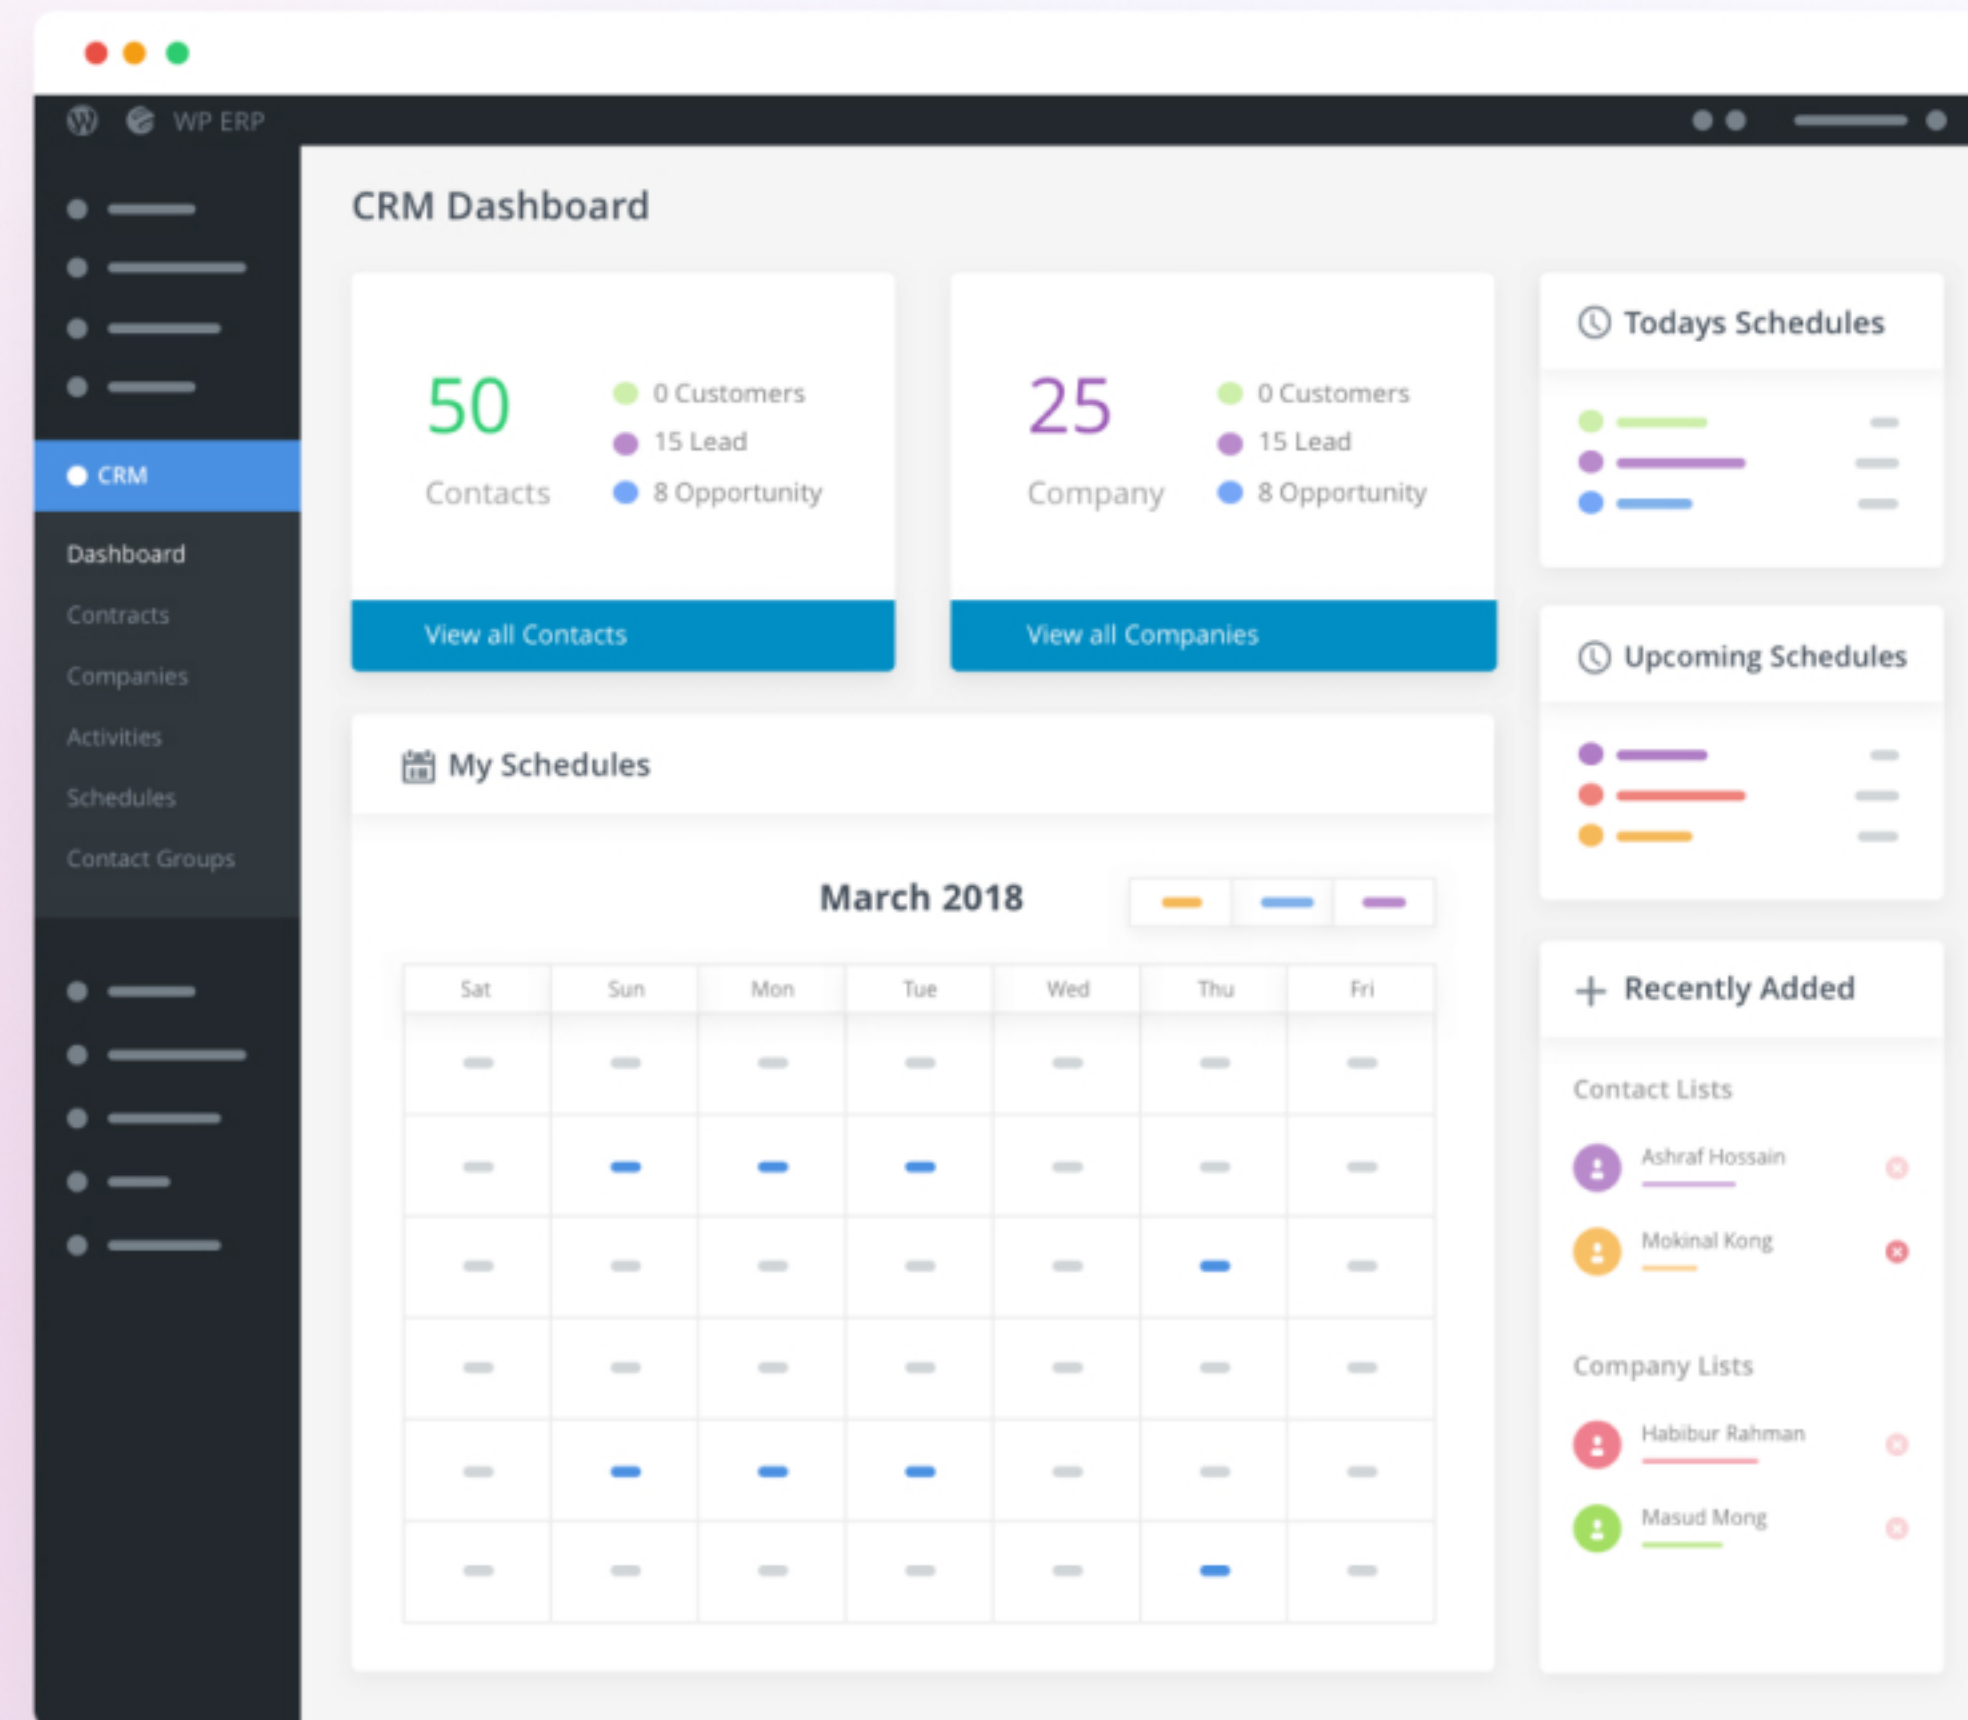 WP ERP
CRM
Dashboard
Contracts
Companies
Activities
Schedules
Contact Groups
CRM Dashboard
50
Contacts
0 Customers
15 Lead
8 Opportunity
View all Contacts
25
Company
0 Customers
15 Lead
8 Opportunity
View all Companies
My Schedules
March 2018
Sat Sun Mon Tue Wed Thu Fri
Todays Schedules
Upcoming Schedules
Recently Added
Contact Lists
Ashraf Hossain
Mokinal Kong
Company Lists
Habibur Rahman
Masud Mong